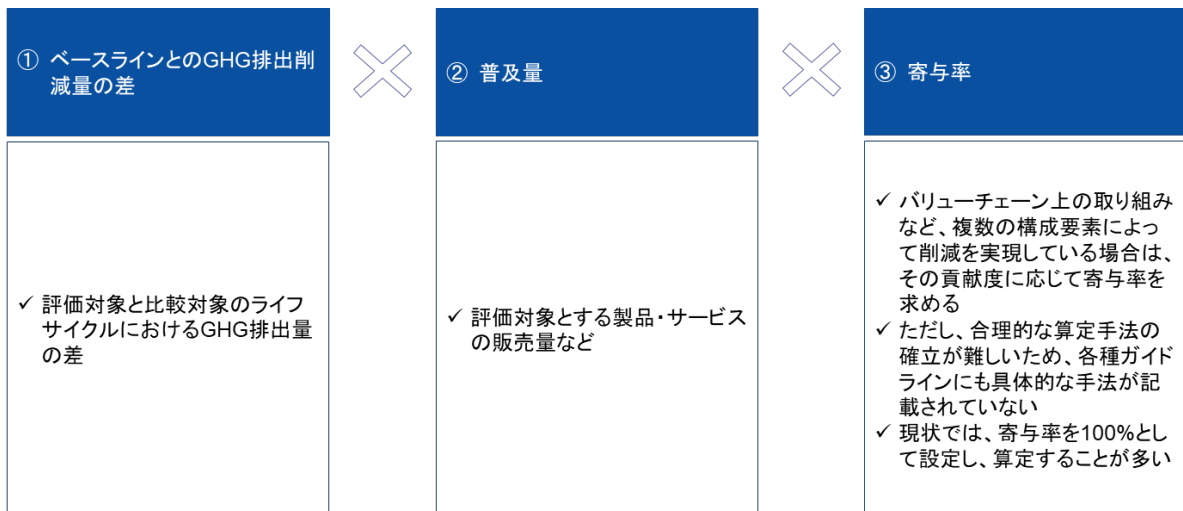 ① ベースラインとのGHG排出削
減量の差
② 普及量
③ 寄与率
✓ 評価対象と比較対象のライフ
サイクルにおけるGHG排出量
の差
✓ 評価対象とする製品・サービス
の販売量など
✓ バリューチェーン上の取り組み
など、複数の構成要素によっ
て削減を実現している場合は、
その貢献度に応じて寄与率を
求める
✓ ただし、合理的な算定手法の
確立が難しいため、各種ガイド
ラインにも具体的な手法が記
載されていない
✓ 現状では、寄与率を100%とし
て設定し、算定することが多い